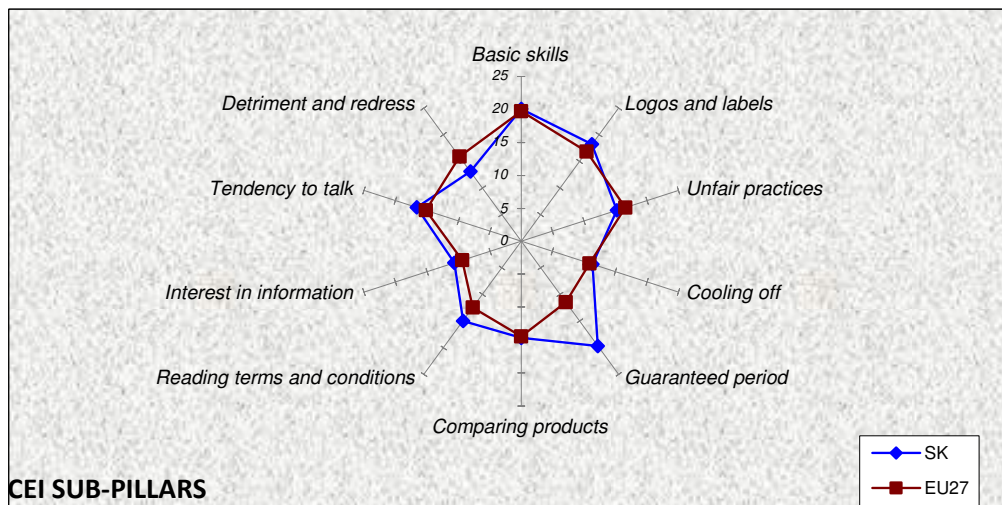 Basic skills
25
Detriment and redress
Logos and labels
20
15
Tendency to talk
10
Unfair practices
5
0
Interest in information
Cooling off
Reading terms and conditions
Guaranteed period
Comparing products
SK
EU27
CEI SUB-PILLARS